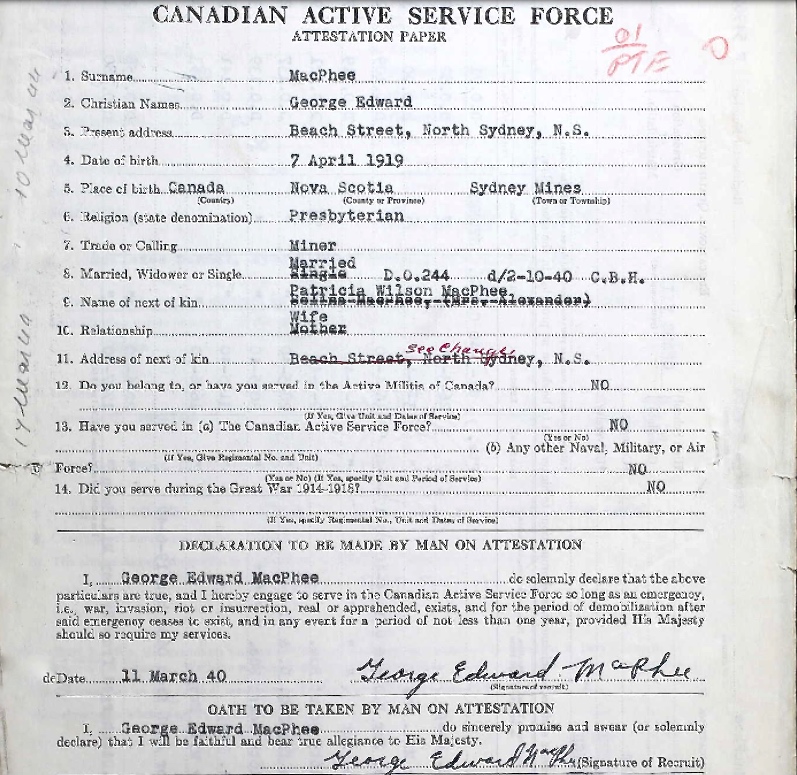 CANADIAN ACTIVE SERVICE FORCE
ATTESTATION PAPER
01
PTE
1. Surname MacPhee
2. Christian Names George Edward
3. Present address Beach Street, North Sydney, N.S.
4. Date of birth 7 April 1919
5. Place of birth Canada Nova Scotia Sydney Mines
(Country) (County or Province) (Town or Township)
6. Religion (state denomination) Presbyterian
7. Trade or Calling Miner
Married
8. Married, Widower or Single Single D.O.244 d/2-10-40 C.B.H.
Patricia Wilson MacPhee
9. Name of next of kin MacPhee, (Mrs. Alexander)
Wife
10. Relationship Mother
See Change
11. Address of next of kin Beach Street, North Sydney, N.S.
12. Do you belong to, or have you served in the Active Militia of Canada? NO
(If Yes, Give Unit and Dates of Service)
13. Have you served in (a) The Canadian Active Service Force? NO
(Yes or No)
(b) Any other Naval, Military, or Air
(If Yes, Give Regimental No. and Unit)
Force? NO
(Yes or No) (If Yes, specify Unit and Period of Service)
14. Did you serve during the Great War 1914-1918? NO
(If Yes, specify Regimental No., Unit and Dates of Service)
DECLARATION TO BE MADE BY MAN ON ATTESTATION
I, George Edward MacPhee do solemnly declare that the above
particulars are true, and I hereby engage to serve in the Canadian Active Service Force so long as an emergency,
i.e., war, invasion, riot or insurrection, real or apprehended, exists, and for the period of demobilization after
said emergency ceases to exist, and in any event for a period of not less than one year, provided His Majesty
should so require my services.
deDate 11 March 40 George Edward MacPhee
OATH TO BE TAKEN BY MAN ON ATTESTATION
I, George Edward MacPhee do sincerely promise and swear (or solemnly
declare) that I will be faithful and bear true allegiance to His Majesty.
George Edward MacPhe (Signature of Recruit)